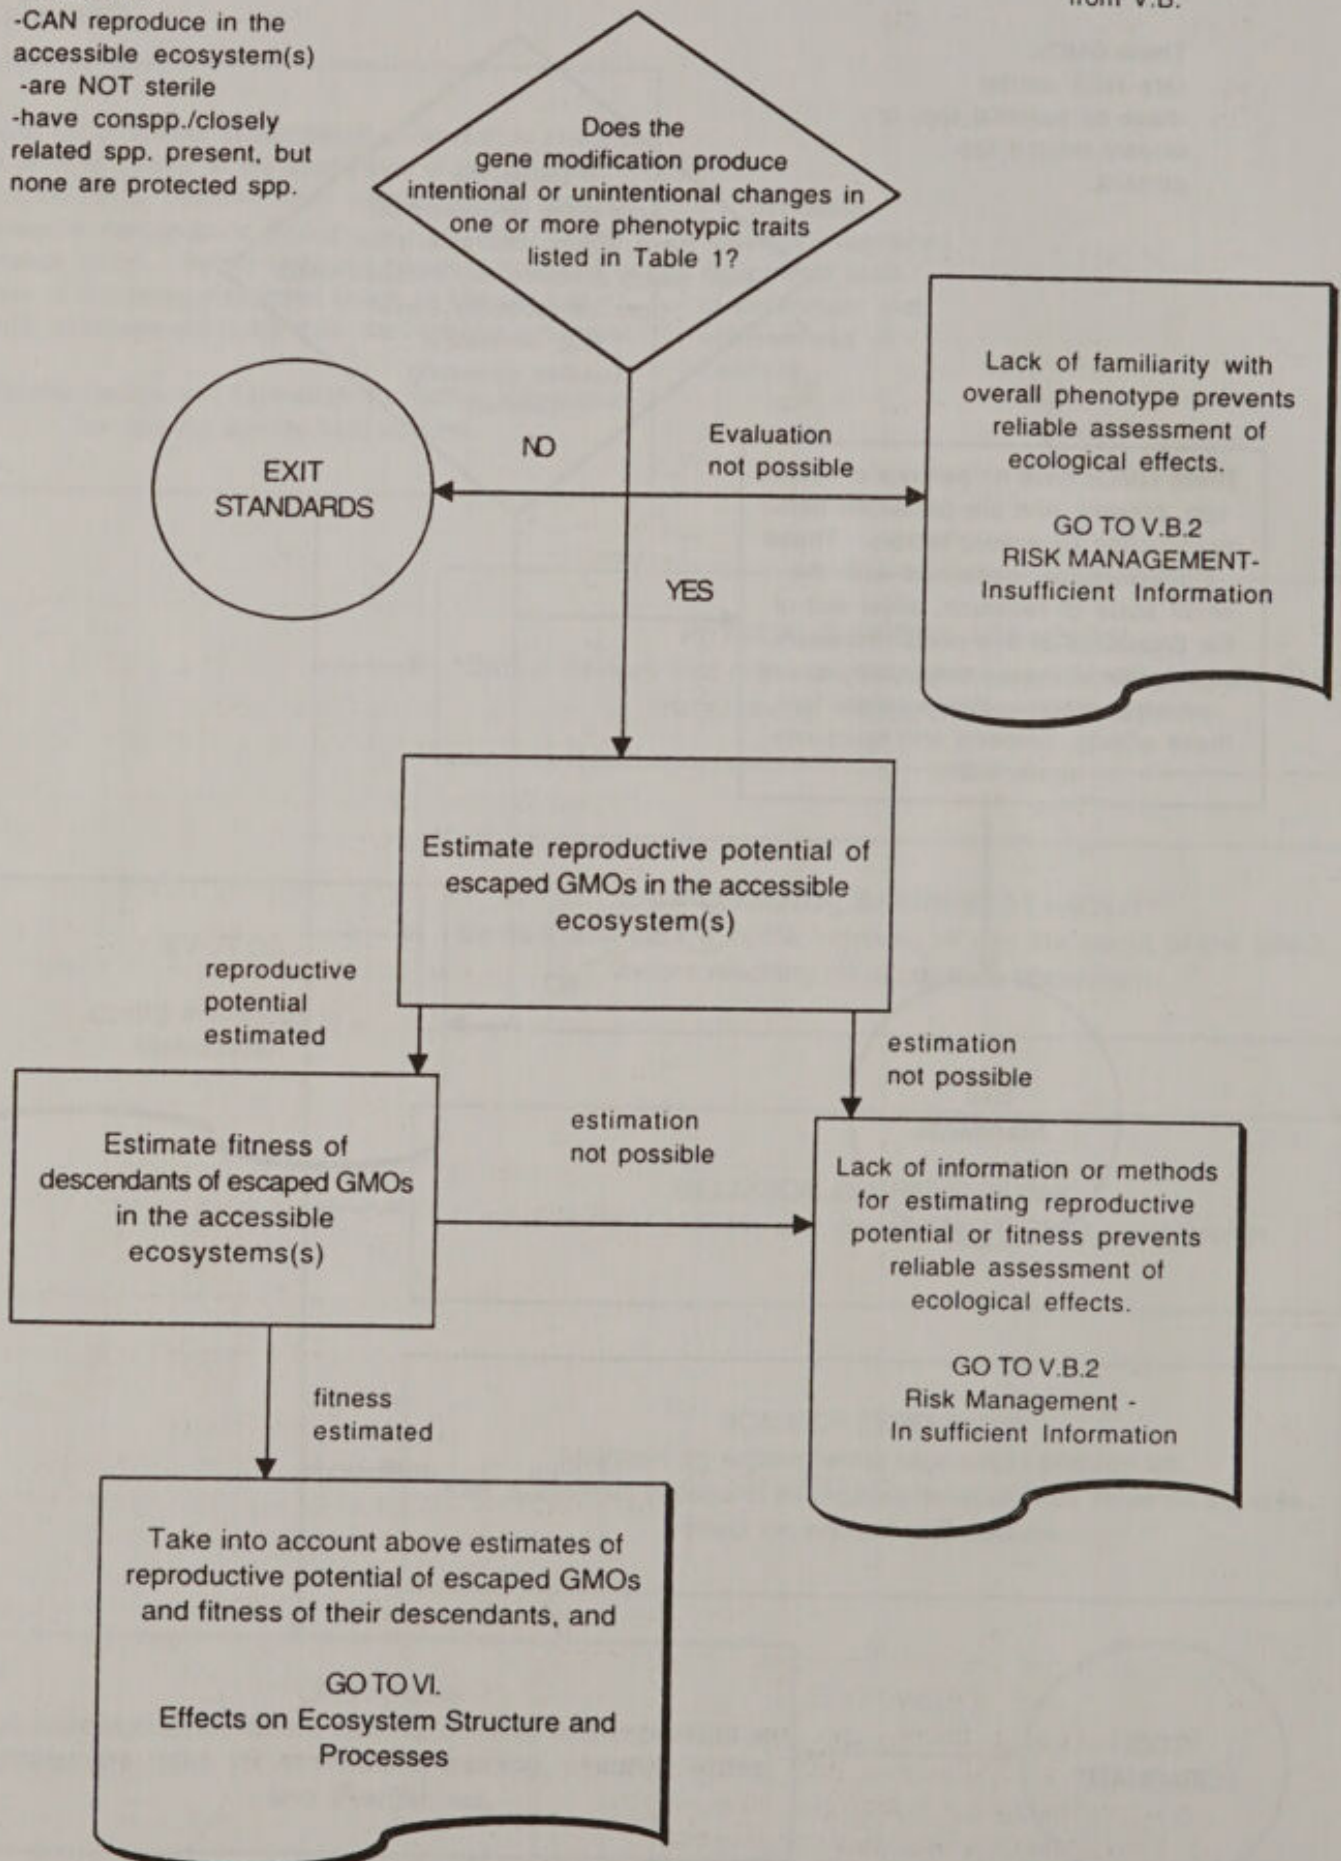 from V.B.
-CAN reproduce in the
accessible ecosystem(s)
-are NOT sterile
-have conspp./closely
related spp. present, but
none are protected spp.
Does the
gene modification produce
intentional or unintentional changes in
one or more phenotypic traits
listed in Table 1?
EXIT
STANDARDS
NO
Evaluation
not possible
YES
Lack of familiarity with
overall phenotype prevents
reliable assessment of
ecological effects.
GO TO V.B.2
RISK MANAGEMENT-
Insufficient Information
Estimate reproductive potential of
escaped GMOs in the accessible
ecosystem(s)
reproductive
potential
estimated
estimation
not possible
Estimate fitness of
descendants of escaped GMOs
in the accessible
ecosystems(s)
estimation
not possible
Lack of information or methods
for estimating reproductive
potential or fitness prevents
reliable assessment of
ecological effects.
GO TO V.B.2
Risk Management -
In sufficient Information
fitness
estimated
Take into account above estimates of
reproductive potential of escaped GMOs
and fitness of their descendants, and
GO TO VI.
Effects on Ecosystem Structure and
Processes